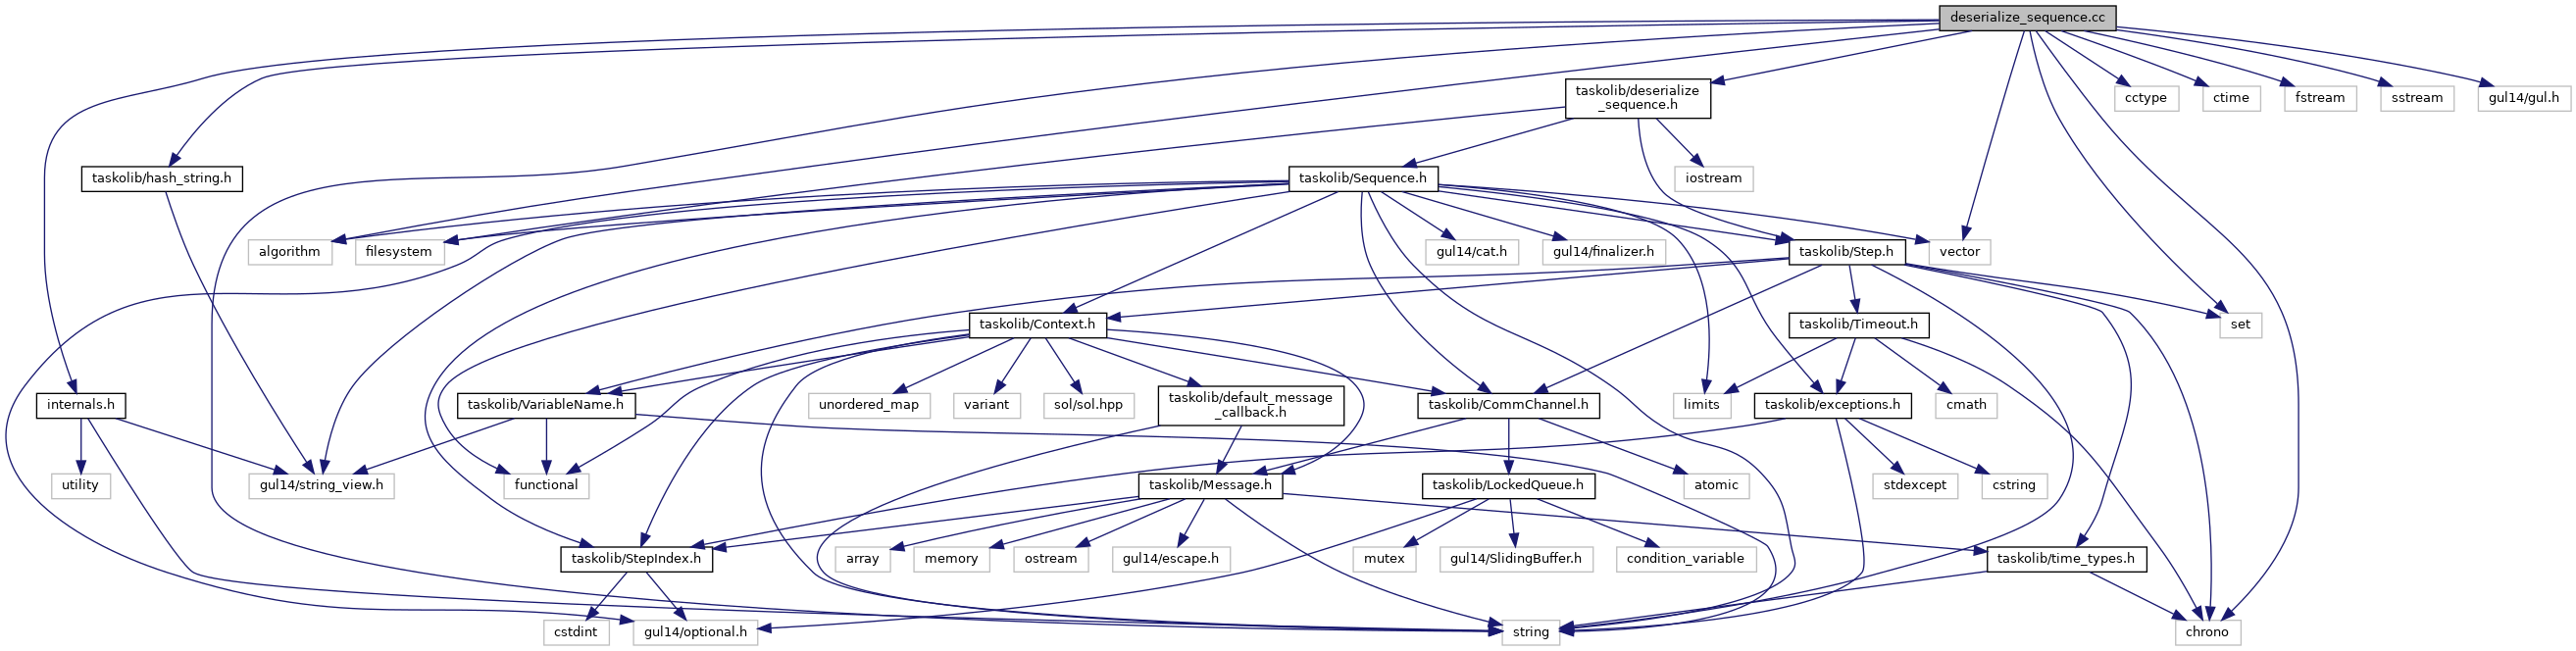 deserialize_sequence.cc
taskolib/deserialize
_sequence.h
cctype
ctime
fstream
sstream
gul14/gul.h
taskolib/hash_string.h
taskolib/Sequence.h
iostream
algorithm
filesystem
gul14/cat.h
gul14/finalizer.h
taskolib/Step.h
vector
taskolib/Context.h
taskolib/Timeout.h
set
internals.h
taskolib/VariableName.h
unordered_map
variant
sol/sol.hpp
taskolib/default_message
_callback.h
taskolib/CommChannel.h
limits
taskolib/exceptions.h
cmath
utility
gul14/string_view.h
functional
taskolib/Message.h
taskolib/LockedQueue.h
atomic
stdexcept
cstring
taskolib/StepIndex.h
array
memory
ostream
gul14/escape.h
mutex
gul14/SlidingBuffer.h
condition_variable
taskolib/time_types.h
cstdint
gul14/optional.h
string
chrono